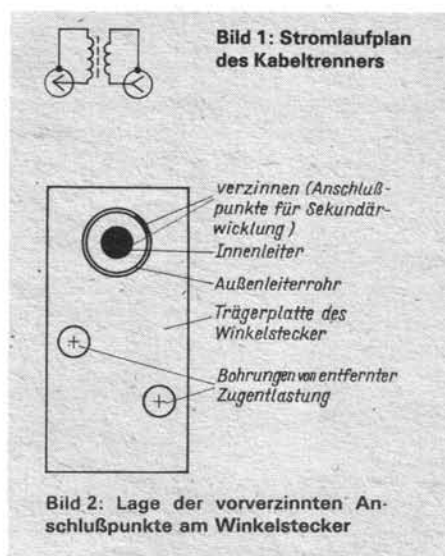 Bild 1: Stromlaufplan
des Kabeltrenners
verzinnen (Anschluß-
punkte für Sekundär-
wicklung)
Innenleiter
Außenleiterrohr
Trägerplatte des
Winkelstecker
Bohrungen von entfernter
Zugentlastung
Bild 2: Lage der vorverzinnten An-
schlußpunkte am Winkelstecker